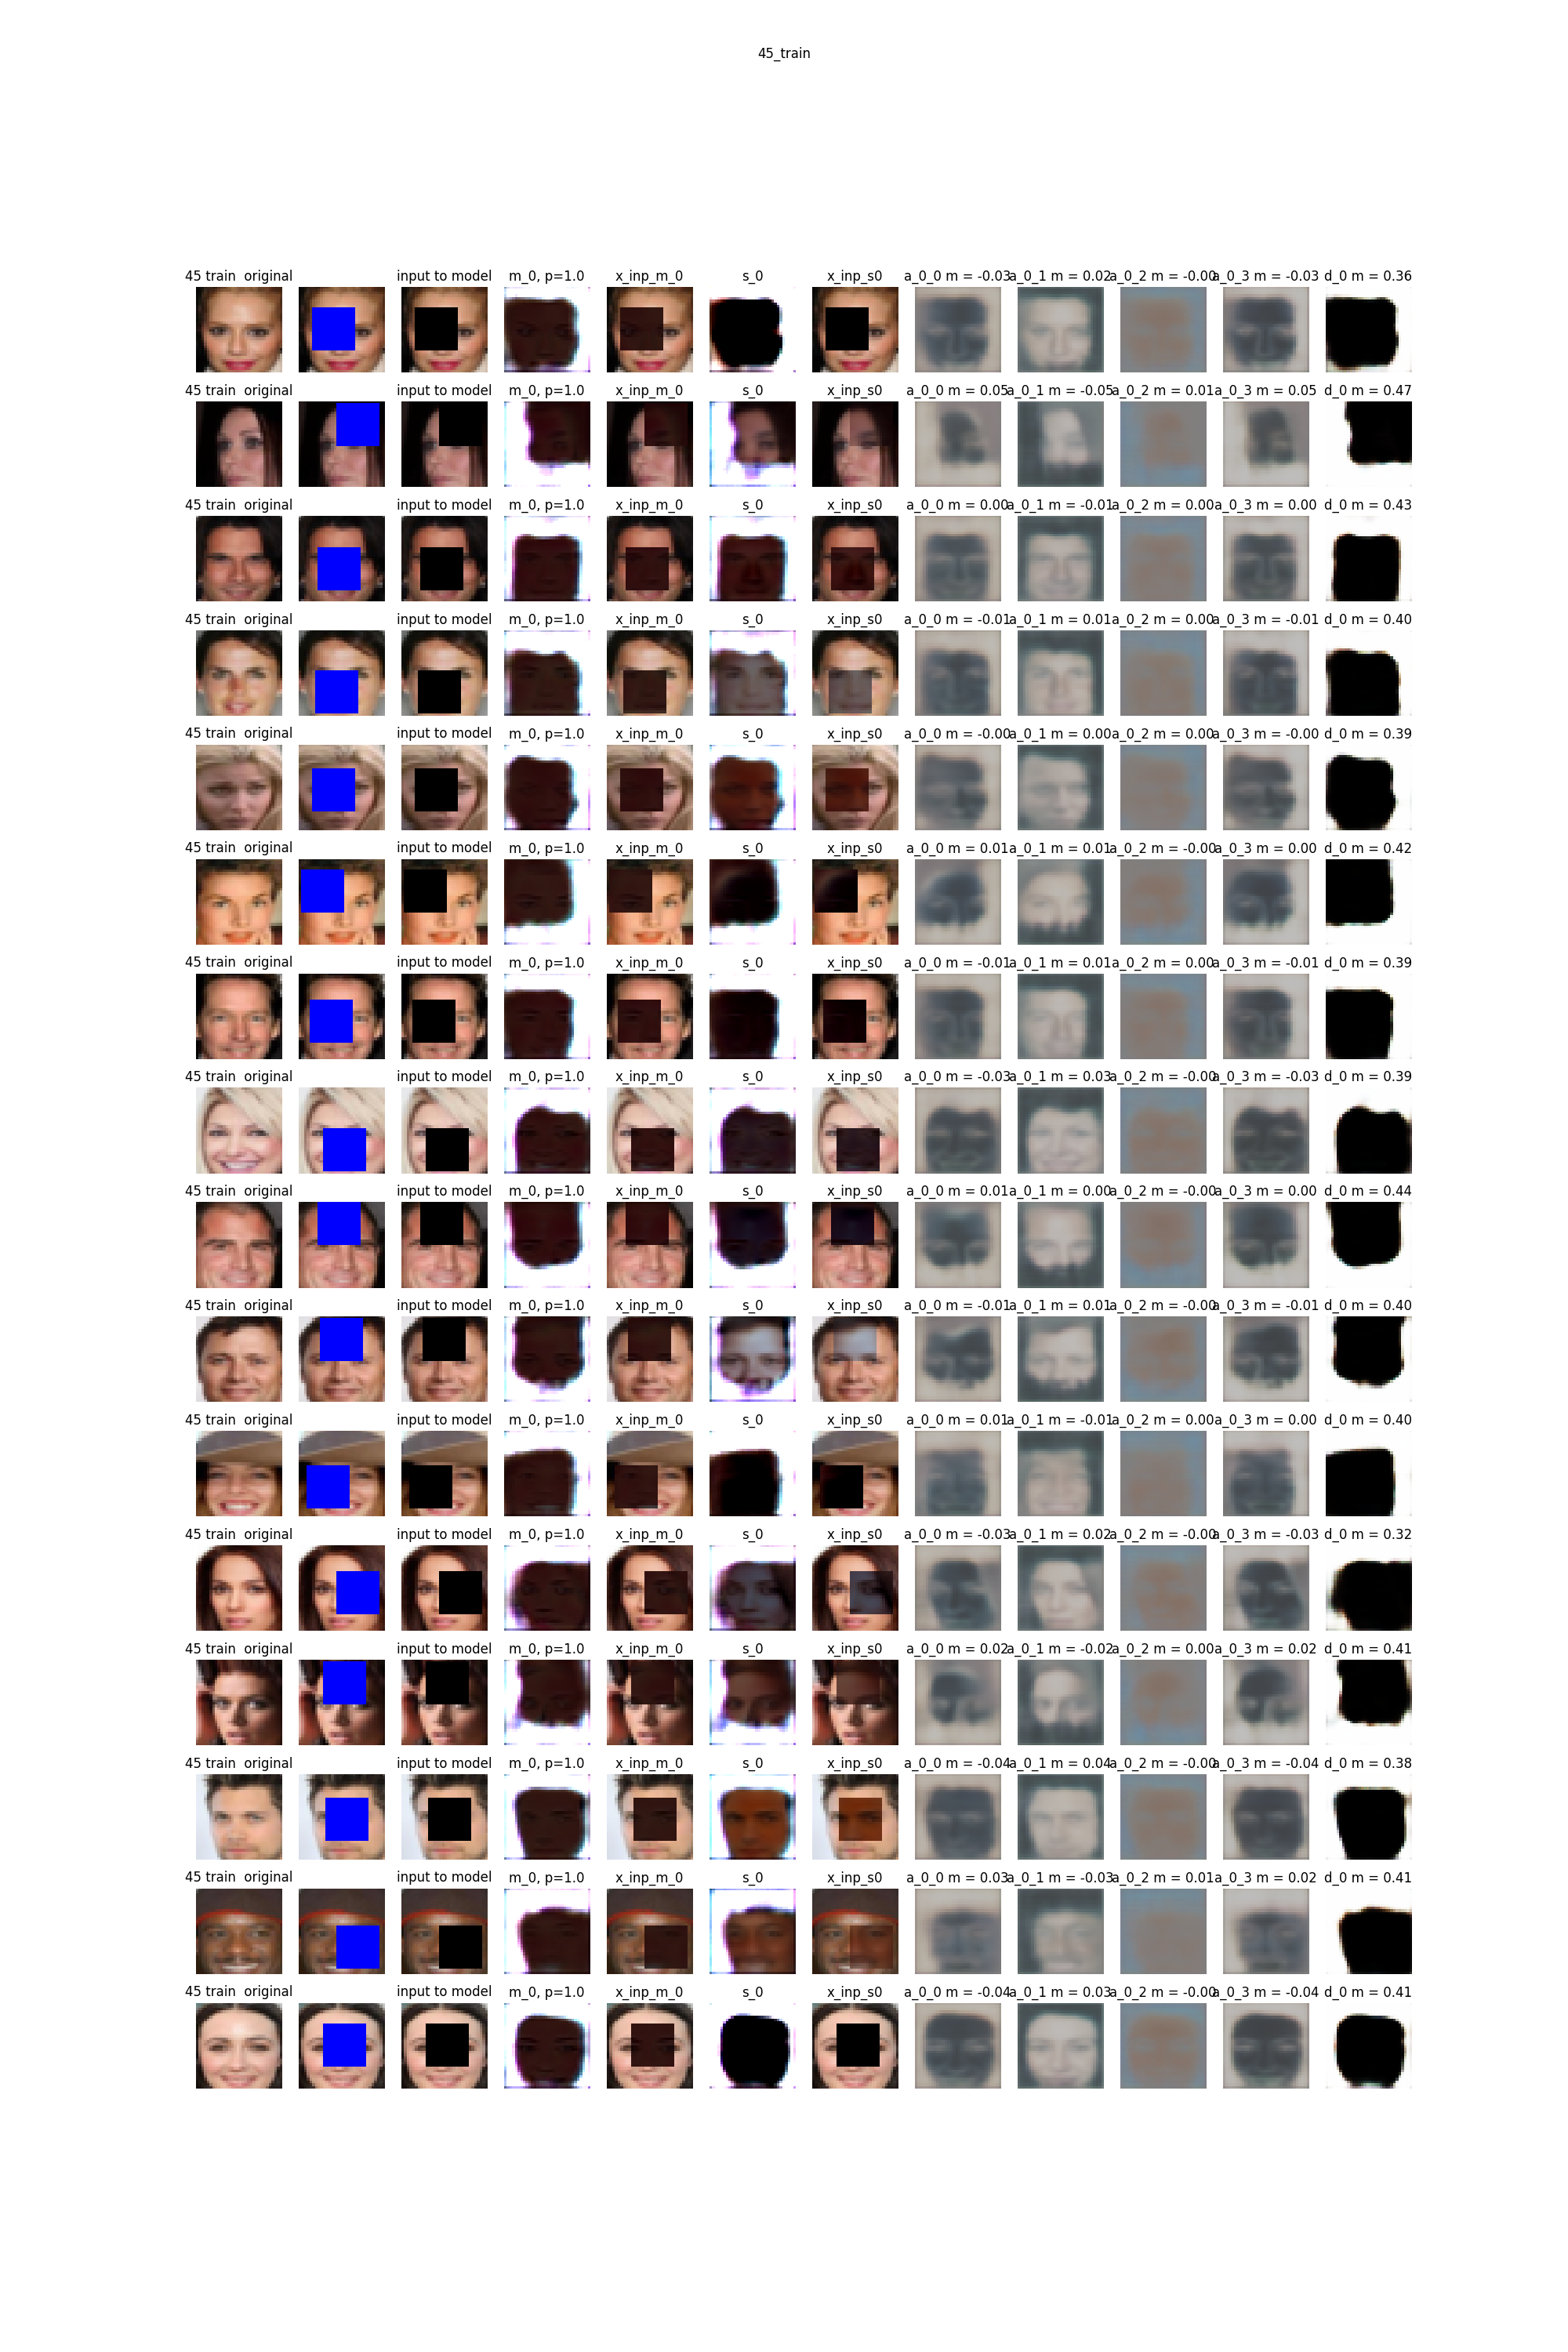 45_train
45 train  original input to model m_0, p=1.0 x_inp_m_0 s_0 x_inp_s0 a_0_0 m = -0.03 a_0_1 m = 0.02 a_0_2 m = -0.00 a_0_3 m = -0.03 d_0 m = 0.36
45 train  original input to model m_0, p=1.0 x_inp_m_0 s_0 x_inp_s0 a_0_0 m = 0.05 a_0_1 m = -0.05 a_0_2 m = 0.01 a_0_3 m = 0.05 d_0 m = 0.47
45 train  original input to model m_0, p=1.0 x_inp_m_0 s_0 x_inp_s0 a_0_0 m = 0.00 a_0_1 m = -0.01 a_0_2 m = 0.00 a_0_3 m = 0.00 d_0 m = 0.43
45 train  original input to model m_0, p=1.0 x_inp_m_0 s_0 x_inp_s0 a_0_0 m = -0.01 a_0_1 m = 0.01 a_0_2 m = 0.00 a_0_3 m = -0.01 d_0 m = 0.40
45 train  original input to model m_0, p=1.0 x_inp_m_0 s_0 x_inp_s0 a_0_0 m = -0.00 a_0_1 m = 0.00 a_0_2 m = 0.00 a_0_3 m = -0.00 d_0 m = 0.39
45 train  original input to model m_0, p=1.0 x_inp_m_0 s_0 x_inp_s0 a_0_0 m = 0.01 a_0_1 m = 0.01 a_0_2 m = -0.00 a_0_3 m = 0.00 d_0 m = 0.42
45 train  original input to model m_0, p=1.0 x_inp_m_0 s_0 x_inp_s0 a_0_0 m = -0.01 a_0_1 m = 0.01 a_0_2 m = 0.00 a_0_3 m = -0.01 d_0 m = 0.39
45 train  original input to model m_0, p=1.0 x_inp_m_0 s_0 x_inp_s0 a_0_0 m = -0.03 a_0_1 m = 0.03 a_0_2 m = -0.00 a_0_3 m = -0.03 d_0 m = 0.39
45 train  original input to model m_0, p=1.0 x_inp_m_0 s_0 x_inp_s0 a_0_0 m = 0.01 a_0_1 m = 0.00 a_0_2 m = -0.00 a_0_3 m = 0.00 d_0 m = 0.44
45 train  original input to model m_0, p=1.0 x_inp_m_0 s_0 x_inp_s0 a_0_0 m = -0.01 a_0_1 m = 0.01 a_0_2 m = -0.00 a_0_3 m = -0.01 d_0 m = 0.40
45 train  original input to model m_0, p=1.0 x_inp_m_0 s_0 x_inp_s0 a_0_0 m = 0.01 a_0_1 m = -0.01 a_0_2 m = 0.00 a_0_3 m = 0.00 d_0 m = 0.40
45 train  original input to model m_0, p=1.0 x_inp_m_0 s_0 x_inp_s0 a_0_0 m = -0.03 a_0_1 m = 0.02 a_0_2 m = -0.00 a_0_3 m = -0.03 d_0 m = 0.32
45 train  original input to model m_0, p=1.0 x_inp_m_0 s_0 x_inp_s0 a_0_0 m = 0.02 a_0_1 m = -0.02 a_0_2 m = 0.00 a_0_3 m = 0.02 d_0 m = 0.41
45 train  original input to model m_0, p=1.0 x_inp_m_0 s_0 x_inp_s0 a_0_0 m = -0.04 a_0_1 m = 0.04 a_0_2 m = -0.00 a_0_3 m = -0.04 d_0 m = 0.38
45 train  original input to model m_0, p=1.0 x_inp_m_0 s_0 x_inp_s0 a_0_0 m = 0.03 a_0_1 m = -0.03 a_0_2 m = 0.01 a_0_3 m = 0.02 d_0 m = 0.41
45 train  original input to model m_0, p=1.0 x_inp_m_0 s_0 x_inp_s0 a_0_0 m = -0.04 a_0_1 m = 0.03 a_0_2 m = -0.00 a_0_3 m = -0.04 d_0 m = 0.41